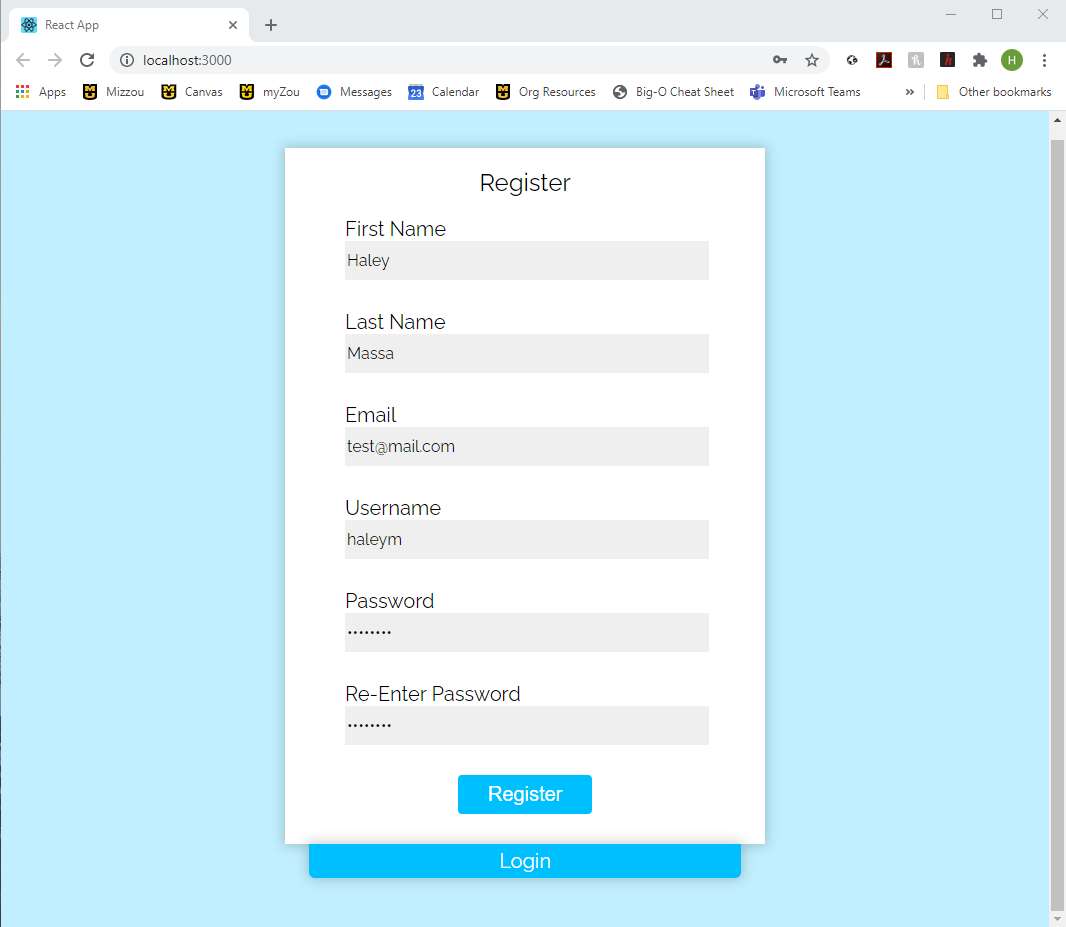 React App
localhost:3000
H
Apps Mizzou Canvas myZou Messages 23 Calendar Org Resources Big-O Cheat Sheet Microsoft Teams » Other bookmarks
Register
First Name
Haley
Last Name
Massa
Email
test@mail.com
Username
haleym
Password
••••••••
Re-Enter Password
••••••••
Register
Login